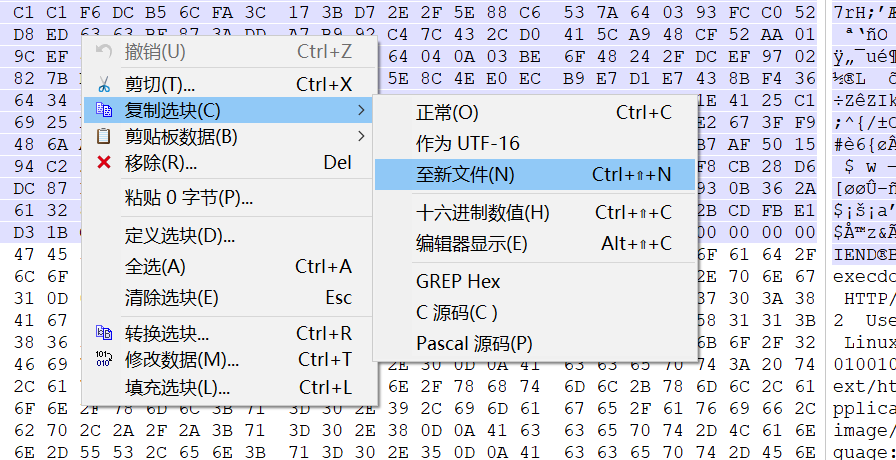 C1 C1 F6 DC B5 6C FA 3C 17 3B D7 2E 2F 5E 88 C6 53 7A 64 03 93 FC C0 52 7rH;'Æ
D8 ED C4 7C 43 2C D0 41 5C A9 48 CF 52 AA 01 ª‛ñO
9C EF 64 04 0A 03 BE 6F 48 24 2F DC EF 97 02 ÿ„¯ué¶
82 7B 5E 8C 4E E0 EC B9 E7 D1 E7 43 8B F4 36 ½®L
64 34 1E 41 25 C1 ÷ZêZIk
69 25 E2 67 3F F9 ;^{/±C
48 6A B7 AF 50 15 #è6{øÂ
94 C2 F8 CB 28 D6 $ w –
DC 87 93 0B 36 2A [øøÛ–ñ
61 32 2B CD FB E1 $¡š¡a'
D3 1B 00 00 00 00 $Å™z&Ã
47 45 6F 61 64 2F IEND®B
6C 6F 2E 70 6E 67 execdo
31 0D 37 30 3A 38 HTTP/
41 67 58 31 31 3B 2 Use
38 36 6B 6F 2F 32 Linux
46 69 2E 30 0D 0A 41 63 63 65 70 74 3A 20 74 010010
2C 61 6E 2F 78 68 74 6D 6C 2B 78 6D 6C 2C 61 ext/ht
6F 6E 2F 78 6D 6C 3B 71 3D 30 2E 39 2C 69 6D 61 67 65 2F 61 76 69 66 2C pplica
62 70 2C 2A 2F 2A 3B 71 3D 30 2E 38 0D 0A 41 63 63 65 70 74 2D 4C 61 6E image/
6E 2D 55 53 2C 65 6E 3B 71 3D 30 2E 35 0D 0A 41 63 63 65 70 74 2D 45 6E guage:
撤销(U) Ctrl+Z
剪切(T)... Ctrl+X
复制选块(C)
剪贴板数据(B)
移除(R)... Del
粘贴 0 字节(P)...
定义选块(D)...
全选(A) Ctrl+A
清除选块(E) Esc
转换选块... Ctrl+R
修改数据(M)... Ctrl+T
填充选块(L)... Ctrl+L
正常(O) Ctrl+C
作为 UTF-16
至新文件(N) Ctrl+⇧+N
十六进制数值(H) Ctrl+⇧+C
编辑器显示(E) Alt+⇧+C
GREP Hex
C 源码(C )
Pascal 源码(P)